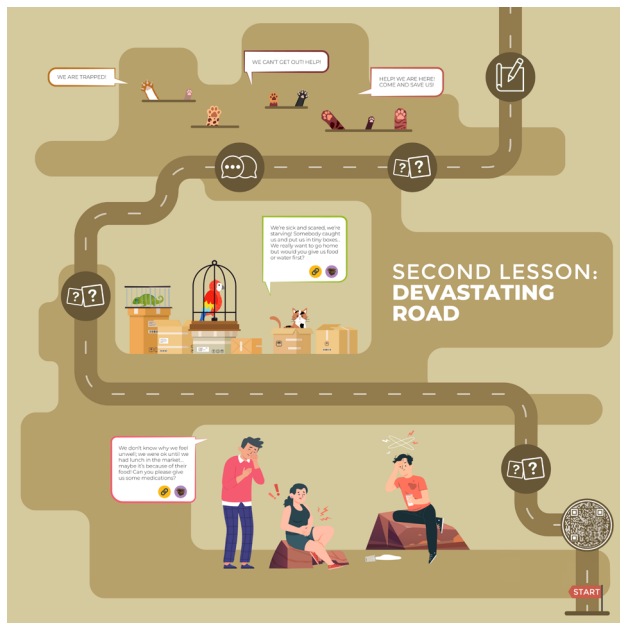 WE ARE TRAPPED!
WE CAN'T GET OUT! HELP!
HELP! WE ARE HERE!
COME AND SAVE US!
? ?
We're sick and scared, we're
starving! Somebody caught
us and put us in tiny boxes...
We really want to go home
but would you give us food
or water first?
SECOND LESSON:
DEVASTATING
ROAD
? ?
We don't know why we feel
unwell; we were ok until we
had lunch in the market...
maybe it's because of their
food! Can you please give
us some medications?
? ?
START